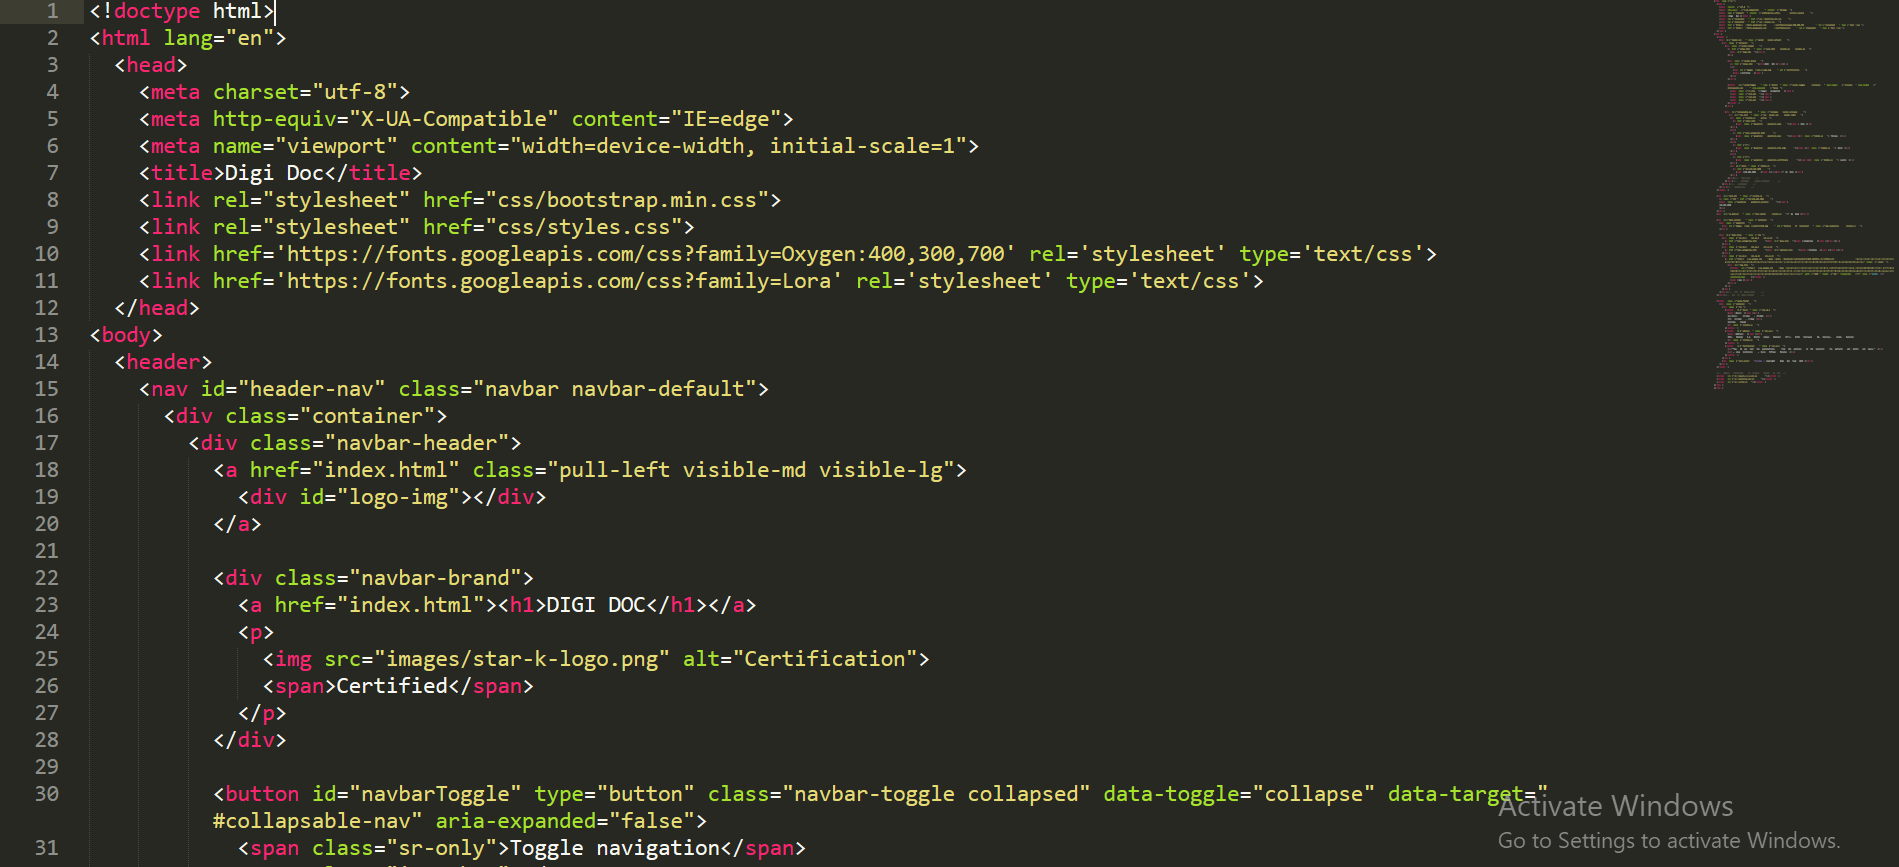 1 <!doctype html>
2 <html lang="en">
3 <head>
4 <meta charset="utf-8">
5 <meta http-equiv="X-UA-Compatible" content="IE=edge">
6 <meta name="viewport" content="width=device-width, initial-scale=1">
7 <title>Digi Doc</title>
8 <link rel="stylesheet" href="css/bootstrap.min.css">
9 <link rel="stylesheet" href="css/styles.css">
10 <link href='https://fonts.googleapis.com/css?family=Oxygen:400,300,700' rel='stylesheet' type='text/css'>
11 <link href='https://fonts.googleapis.com/css?family=Lora' rel='stylesheet' type='text/css'>
12 </head>
13 <body>
14 <header>
15 <nav id="header-nav" class="navbar navbar-default">
16 <div class="container">
17 <div class="navbar-header">
18 <a href="index.html" class="pull-left visible-md visible-lg">
19 <div id="logo-img"></div>
20 </a>
21
22 <div class="navbar-brand">
23 <a href="index.html"><h1>DIGI DOC</h1></a>
24 <p>
25 <img src="images/star-k-logo.png" alt="Certification">
26 <span>Certified</span>
27 </p>
28 </div>
29
30 <button id="navbarToggle" type="button" class="navbar-toggle collapsed" data-toggle="collapse" data-target="
#collapsable-nav" aria-expanded="false">
31 <span class="sr-only">Toggle navigation</span>
Activate Windows
Go to Settings to activate Windows.